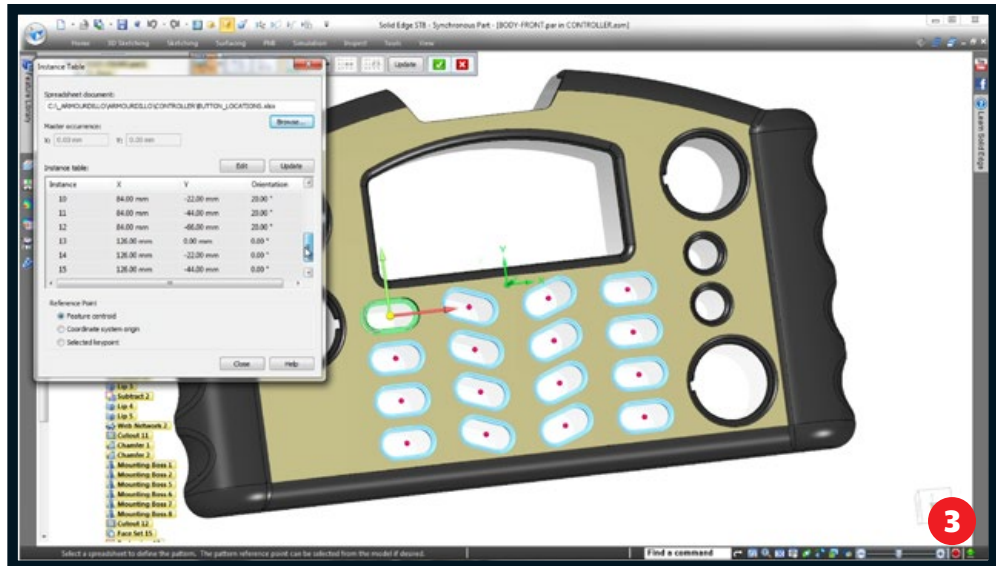 Solid Edge ST8 - Synchronous Part - [BODY-FRONT.par in CONTROLLER.asm]
Home 3D Sketching Sketching Surfacing PMI Simulation Inspect Tools View
Instance Table
Update
Spreadsheet document:
C:\_ARMOURDILLO\ARMOURDILLO\CONTROLLER\BUTTON_LOCATIONS.xlsx
Browse...
Master occurrence:
X: 0.00 mm Y: 0.00 mm
Instance table: Edit Update
Instance X Y Orientation
10 84.00 mm -22.00 mm 20.00 °
11 84.00 mm -44.00 mm 20.00 °
12 84.00 mm -66.00 mm 20.00 °
13 126.00 mm 0.00 mm 0.00 °
14 126.00 mm -22.00 mm 0.00 °
15 126.00 mm -44.00 mm 0.00 °
Reference Point
Feature centroid
Coordinate system origin
Selected keypoint
Close Help
Feature Library
Learn Solid Edge
Y
X
Lip 3
Subtract 2
Lip 4
Lip 5
Web Network 2
Cutout 11
Chamfer 1
Chamfer 2
Mounting Boss 1
Mounting Boss 2
Mounting Boss 5
Mounting Boss 6
Mounting Boss 7
Mounting Boss 8
Cutout 12
Face Set 15
3
Select a spreadsheet to define the pattern. The pattern reference point can be selected from the model if desired.
Find a command